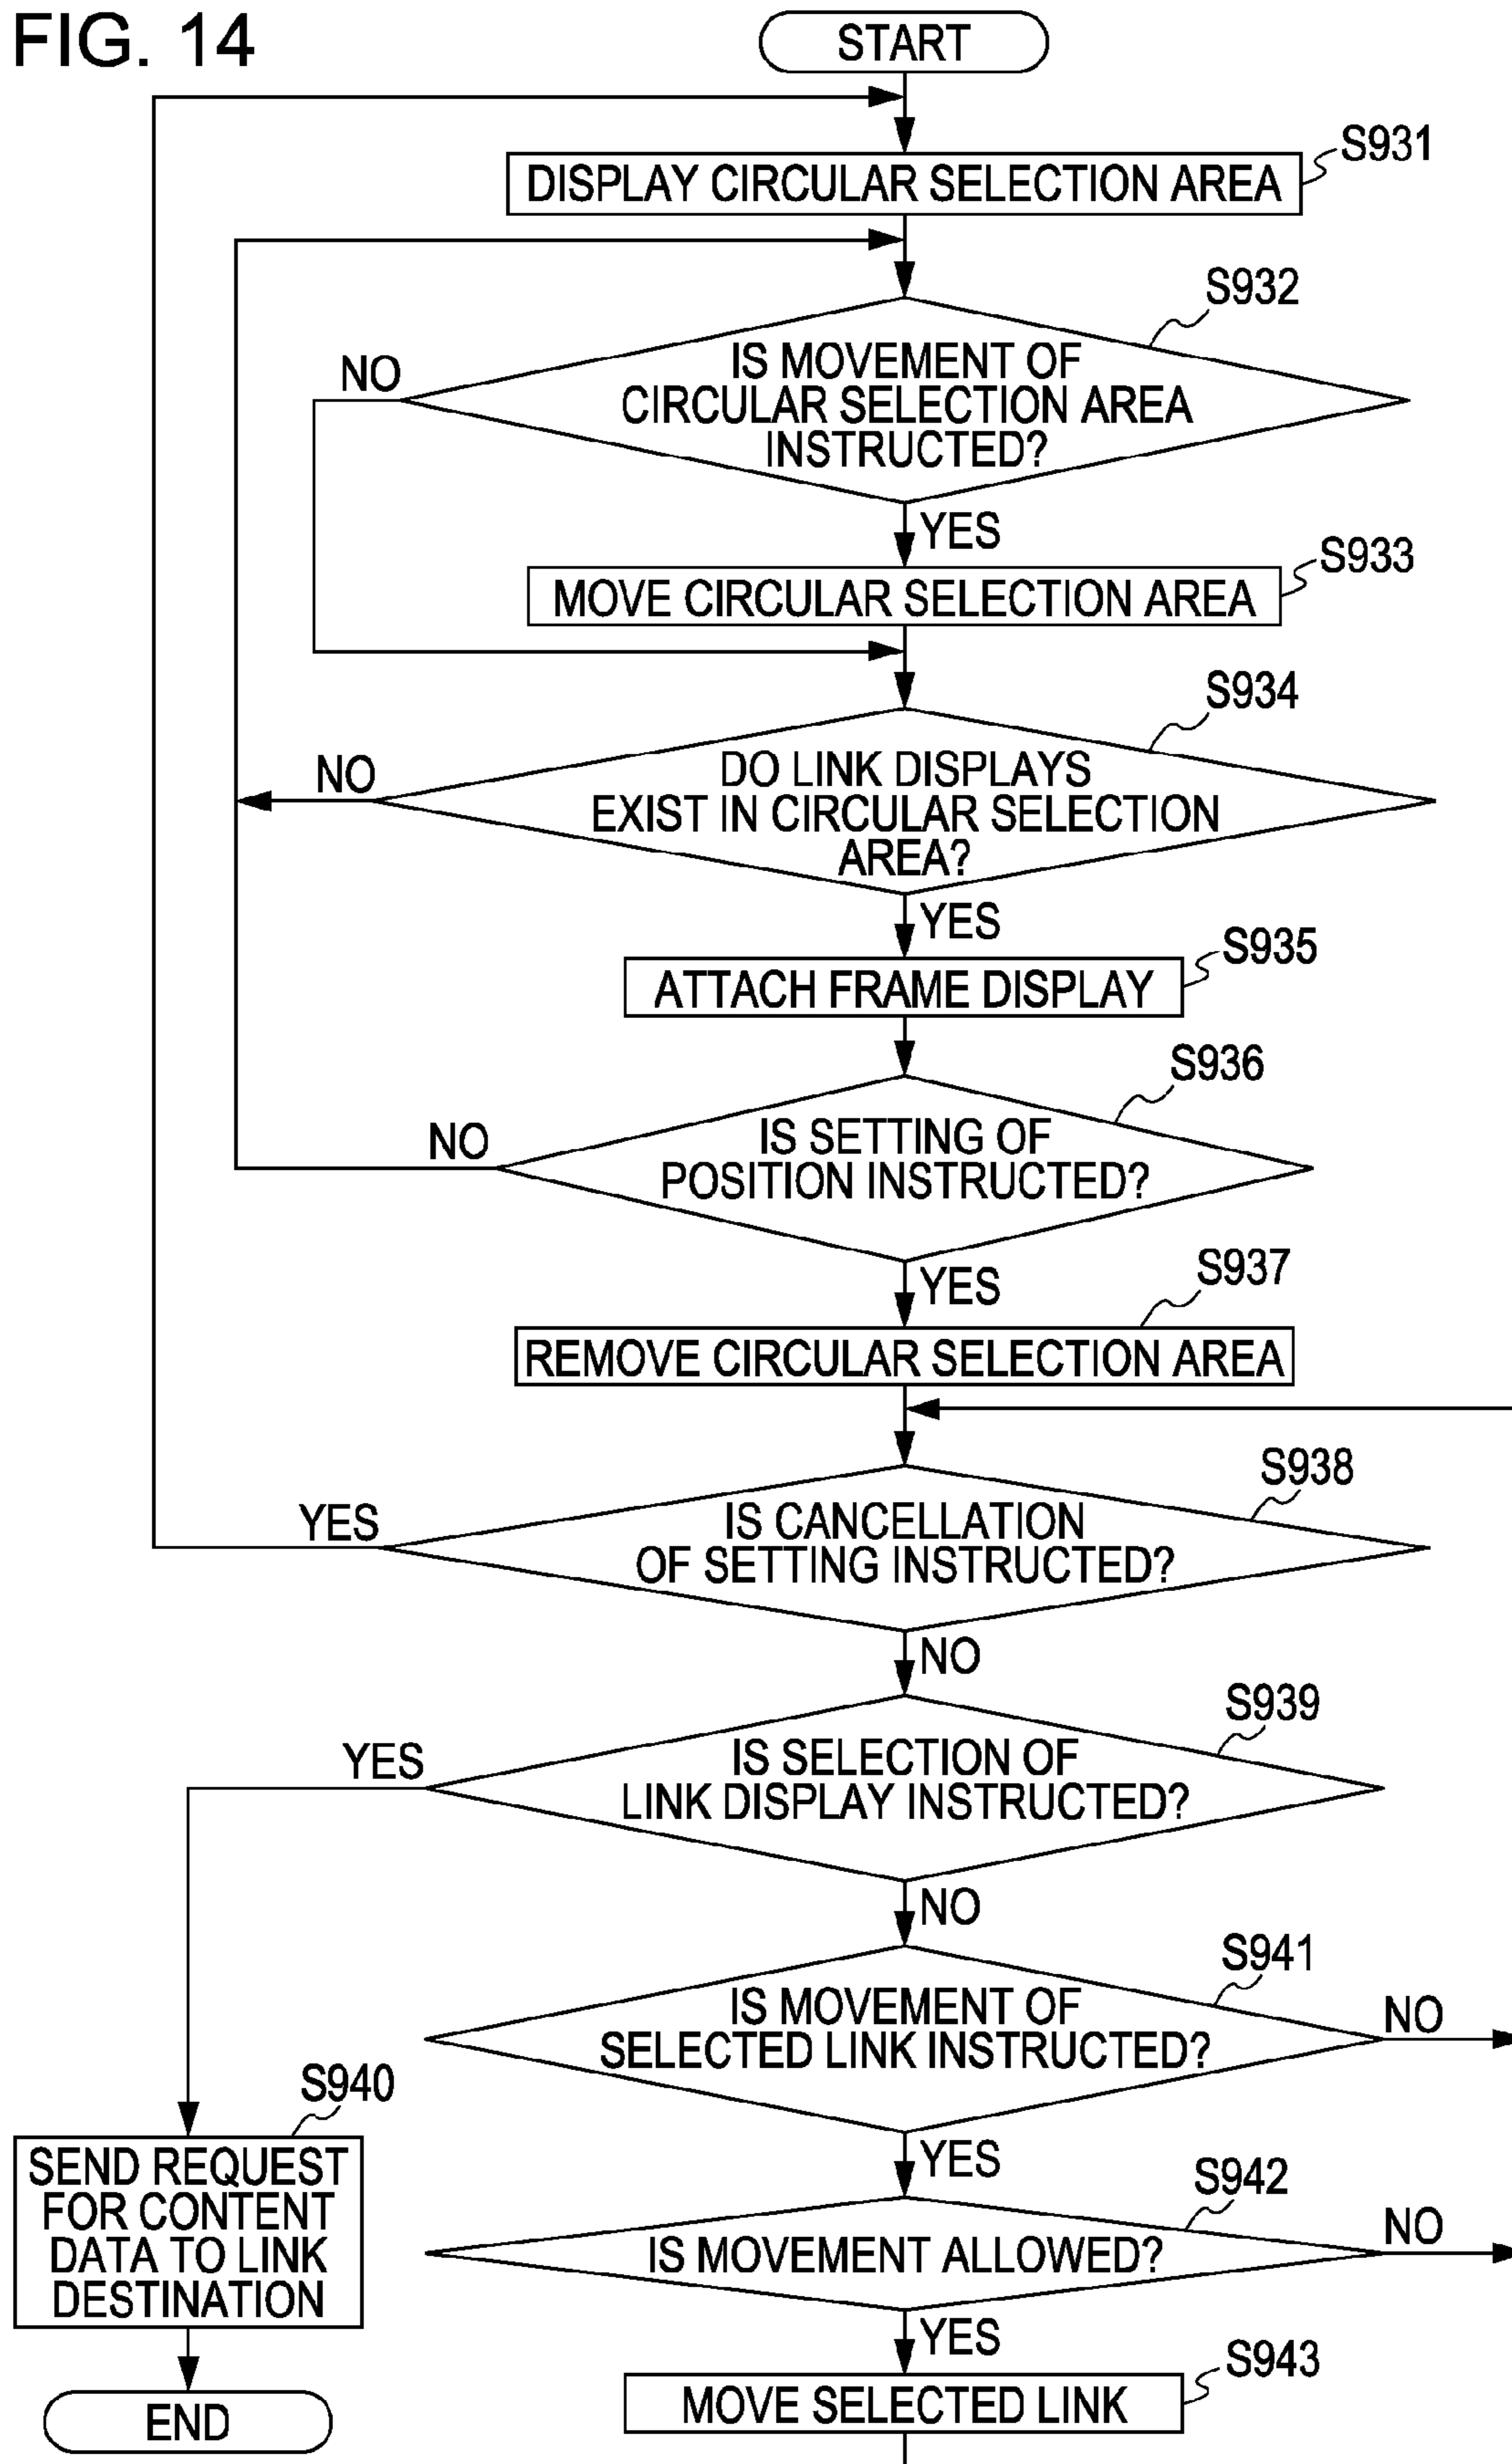 FIG. 14
START
S931
DISPLAY CIRCULAR SELECTION AREA
S932
IS MOVEMENT OF
CIRCULAR SELECTION AREA
INSTRUCTED?
NO
YES
S933
MOVE CIRCULAR SELECTION AREA
S934
DO LINK DISPLAYS
EXIST IN CIRCULAR SELECTION
AREA?
NO
YES
S935
ATTACH FRAME DISPLAY
S936
IS SETTING OF
POSITION INSTRUCTED?
NO
YES
S937
REMOVE CIRCULAR SELECTION AREA
S938
IS CANCELLATION
OF SETTING INSTRUCTED?
YES
NO
S939
IS SELECTION OF
LINK DISPLAY INSTRUCTED?
YES
NO
S941
IS MOVEMENT OF
SELECTED LINK INSTRUCTED?
NO
YES
S940
SEND REQUEST
FOR CONTENT
DATA TO LINK
DESTINATION
S942
IS MOVEMENT ALLOWED?
NO
YES
S943
MOVE SELECTED LINK
END